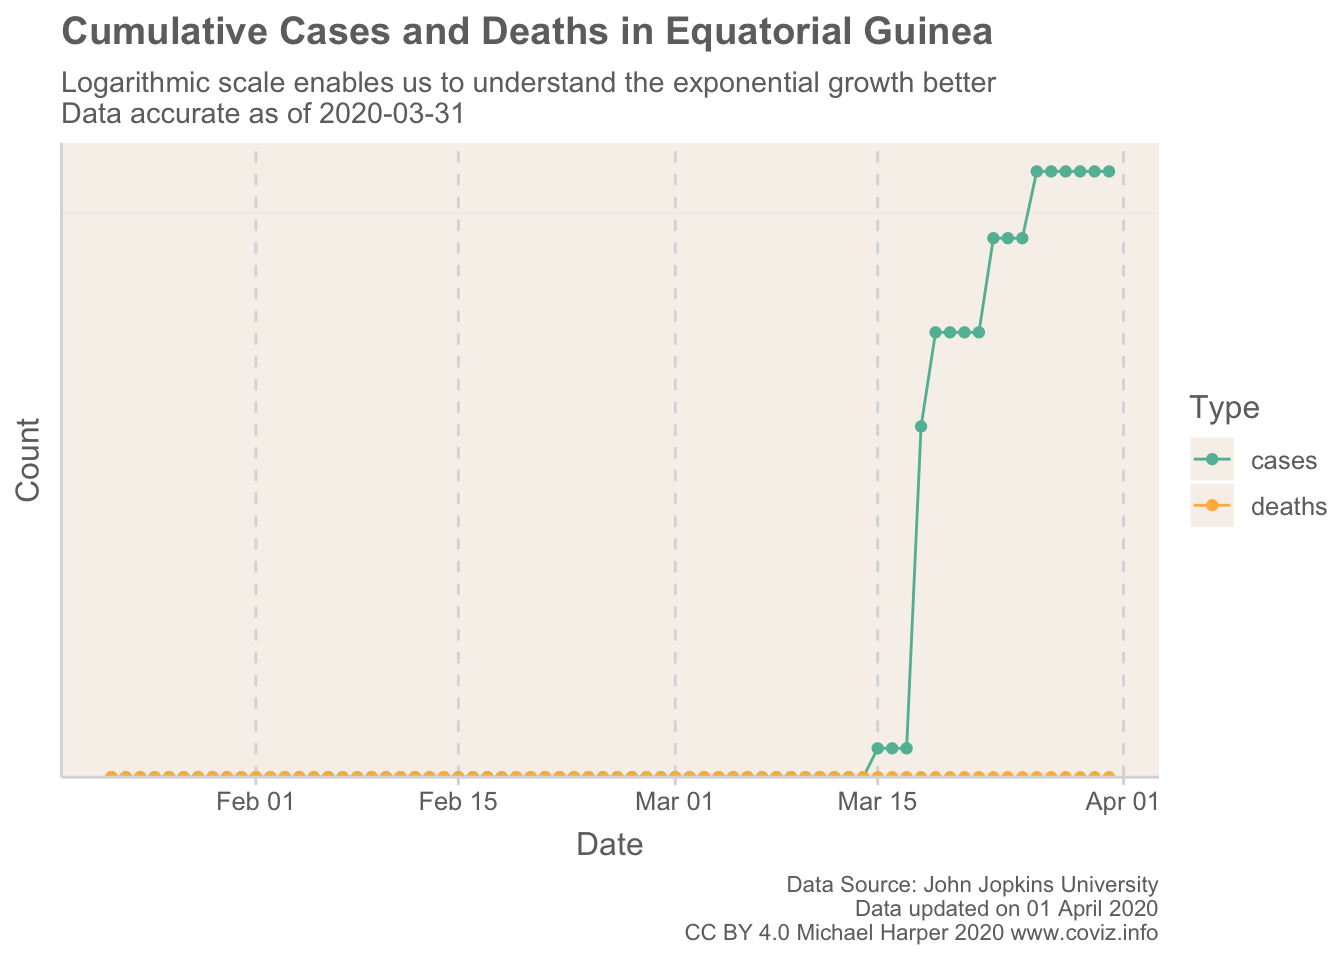 Cumulative Cases and Deaths in Equatorial Guinea
Logarithmic scale enables us to understand the exponential growth better
Data accurate as of 2020-03-31
Count
Type
cases
deaths
Feb 01
Feb 15
Mar 01
Mar 15
Apr 01
Date
Data Source: John Jopkins University
Data updated on 01 April 2020
CC BY 4.0 Michael Harper 2020 www.coviz.info